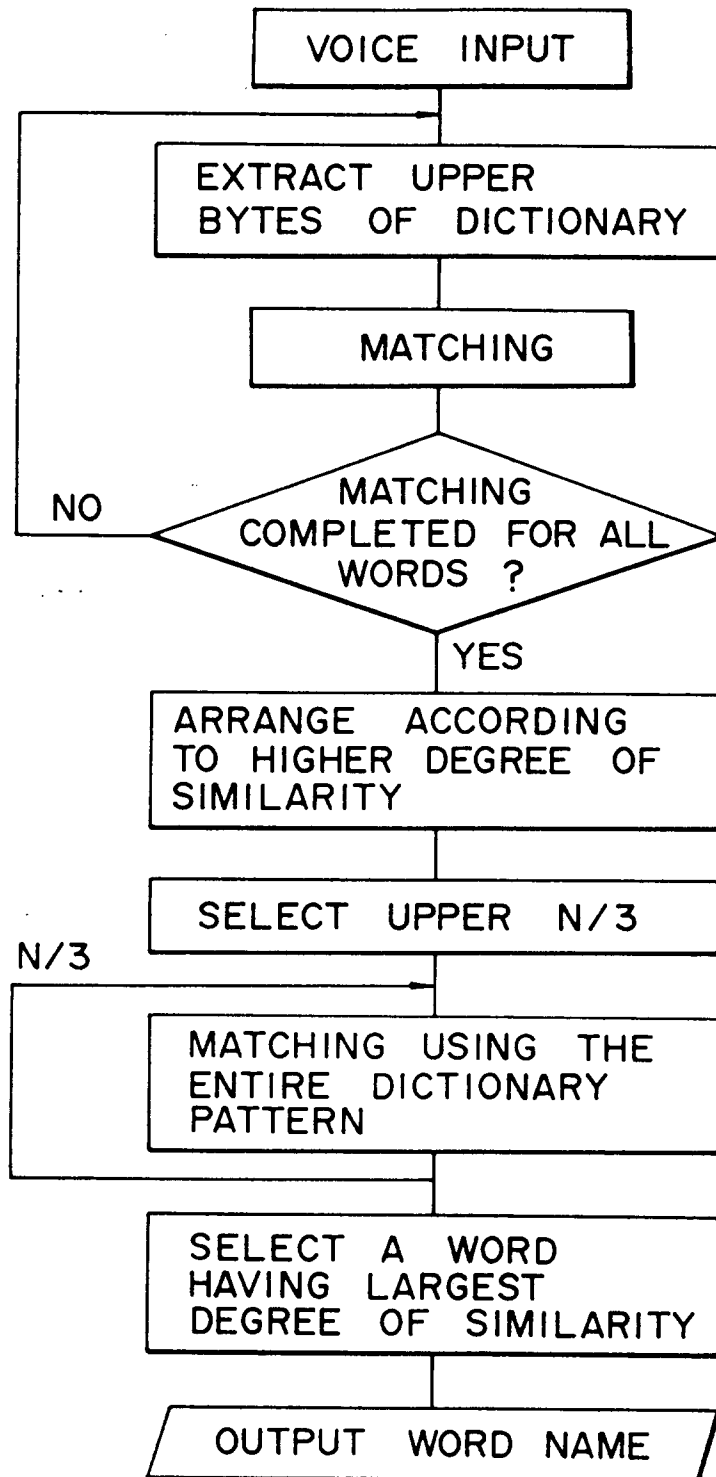 VOICE INPUT
EXTRACT UPPER
BYTES OF DICTIONARY
MATCHING
MATCHING
COMPLETED FOR ALL
WORDS ?
NO
YES
ARRANGE ACCORDING
TO HIGHER DEGREE OF
SIMILARITY
SELECT UPPER N/3
N/3
MATCHING USING THE
ENTIRE DICTIONARY
PATTERN
SELECT A WORD
HAVING LARGEST
DEGREE OF SIMILARITY
OUTPUT WORD NAME